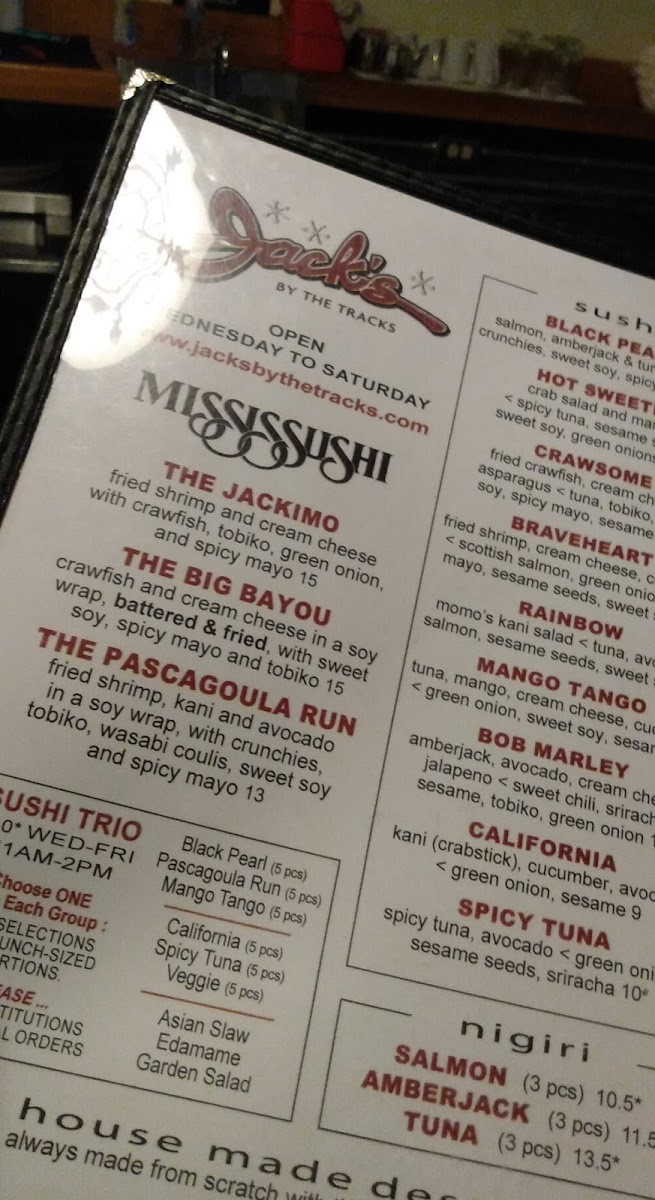 Jack's
BY THE TRACKS
OPEN
WEDNESDAY TO SATURDAY
www.jacksbythetracks.com
MISSISSUSHI
THE JACKIMO
fried shrimp and cream cheese
with crawfish, tobiko, green onion,
and spicy mayo 15
THE BIG BAYOU
crawfish and cream cheese in a soy
wrap, battered & fried, with sweet
soy, spicy mayo and tobiko 15
THE PASCAGOULA RUN
fried shrimp, kani and avocado
in a soy wrap, with crunchies,
tobiko, wasabi coulis, sweet soy
and spicy mayo 13
SUSHI TRIO
WED-FRI
11AM-2PM
Choose ONE
Each Group :
SELECTIONS
Black Pearl (5 pcs)
Pascagoula Run (5 pcs)
Mango Tango (5 pcs)
California (5 pcs)
Spicy Tuna (5 pcs)
Veggie (5 pcs)
Asian Slaw
Edamame
Garden Salad
BLACK
salmon, amberjack &
crunchies, sweet soy,
HOT
crab salad and
< spicy tuna, sesame
sweet soy, green onions
CRAWSOME
fried crawfish, cream
asparagus < tuna, tobiko,
soy, spicy mayo, sesame
BRAVEHEART
fried shrimp, cream cheese,
< scottish salmon, green
mayo, sesame seeds, sweet
RAINBOW
momo's kani salad < tuna,
salmon, sesame seeds, sweet
MANGO TANGO
tuna, mango, cream cheese,
< green onion, sweet soy,
BOB MARLEY
amberjack, avocado, cream
jalapeno < sweet chili,
sesame, tobiko, green onion
CALIFORNIA
kani (crabstick), cucumber,
< green onion, sesame 9
SPICY TUNA
spicy tuna, avocado < green
sesame seeds, sriracha 10*
nigiri
SALMON (3 pcs) 10.5*
AMBERJACK (3 pcs) 11.5
TUNA (3 pcs) 13.5*
house made
always made from scratch with